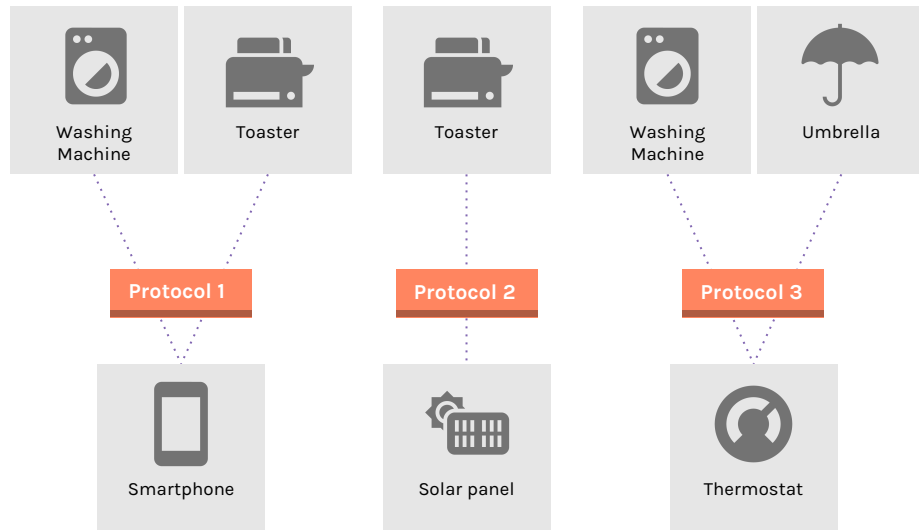 Washing
Machine
Toaster
Toaster
Washing
Machine
Umbrella
Protocol 1
Protocol 2
Protocol 3
Smartphone
Solar panel
Thermostat